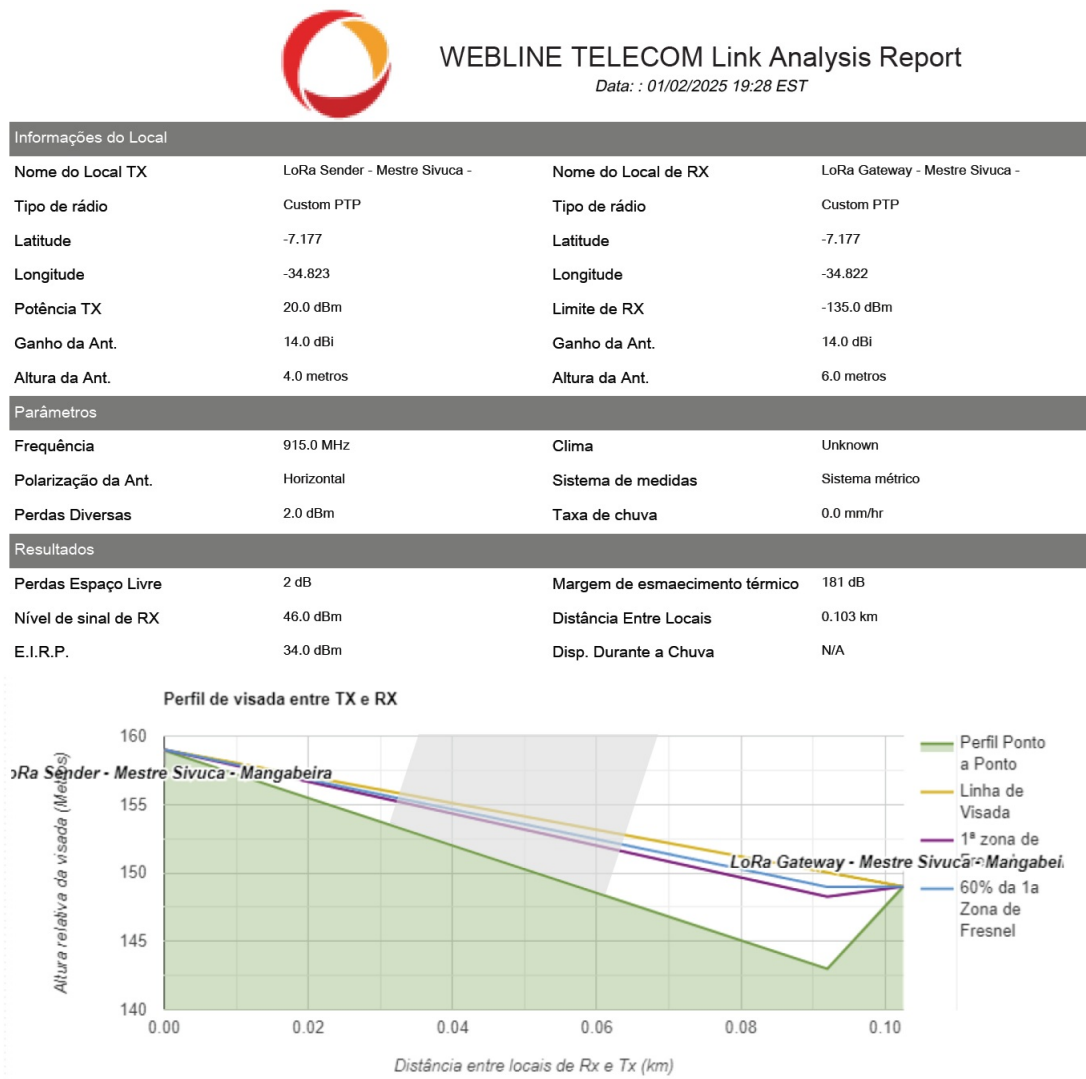 WEBLINE TELECOM Link Analysis Report
Data: : 01/02/2025 19:28 EST
Informações do Local
Nome do Local TX LoRa Sender - Mestre Sivuca - Nome do Local de RX LoRa Gateway - Mestre Sivuca -
Tipo de rádio Custom PTP Tipo de rádio Custom PTP
Latitude -7.177 Latitude -7.177
Longitude -34.823 Longitude -34.822
Potência TX 20.0 dBm Limite de RX -135.0 dBm
Ganho da Ant. 14.0 dBi Ganho da Ant. 14.0 dBi
Altura da Ant. 4.0 metros Altura da Ant. 6.0 metros
Parâmetros
Frequência 915.0 MHz Clima Unknown
Polarização da Ant. Horizontal Sistema de medidas Sistema métrico
Perdas Diversas 2.0 dBm Taxa de chuva 0.0 mm/hr
Resultados
Perdas Espaço Livre 2 dB Margem de esmaecimento térmico 181 dB
Nível de sinal de RX 46.0 dBm Distância Entre Locais 0.103 km
E.I.R.P. 34.0 dBm Disp. Durante a Chuva N/A
Perfil de visada entre TX e RX
Altura relativa da visada (Metros)
160
155
150
145
140
oRa Sender - Mestre Sivuca - Mangabeira
LoRa Gateway - Mestre Sivuca - Mangabei
0.00 0.02 0.04 0.06 0.08 0.10
Distância entre locais de Rx e Tx (km)
Perfil Ponto
a Ponto
Linha de
Visada
1ª zona de
60% da 1a
Zona de
Fresnel